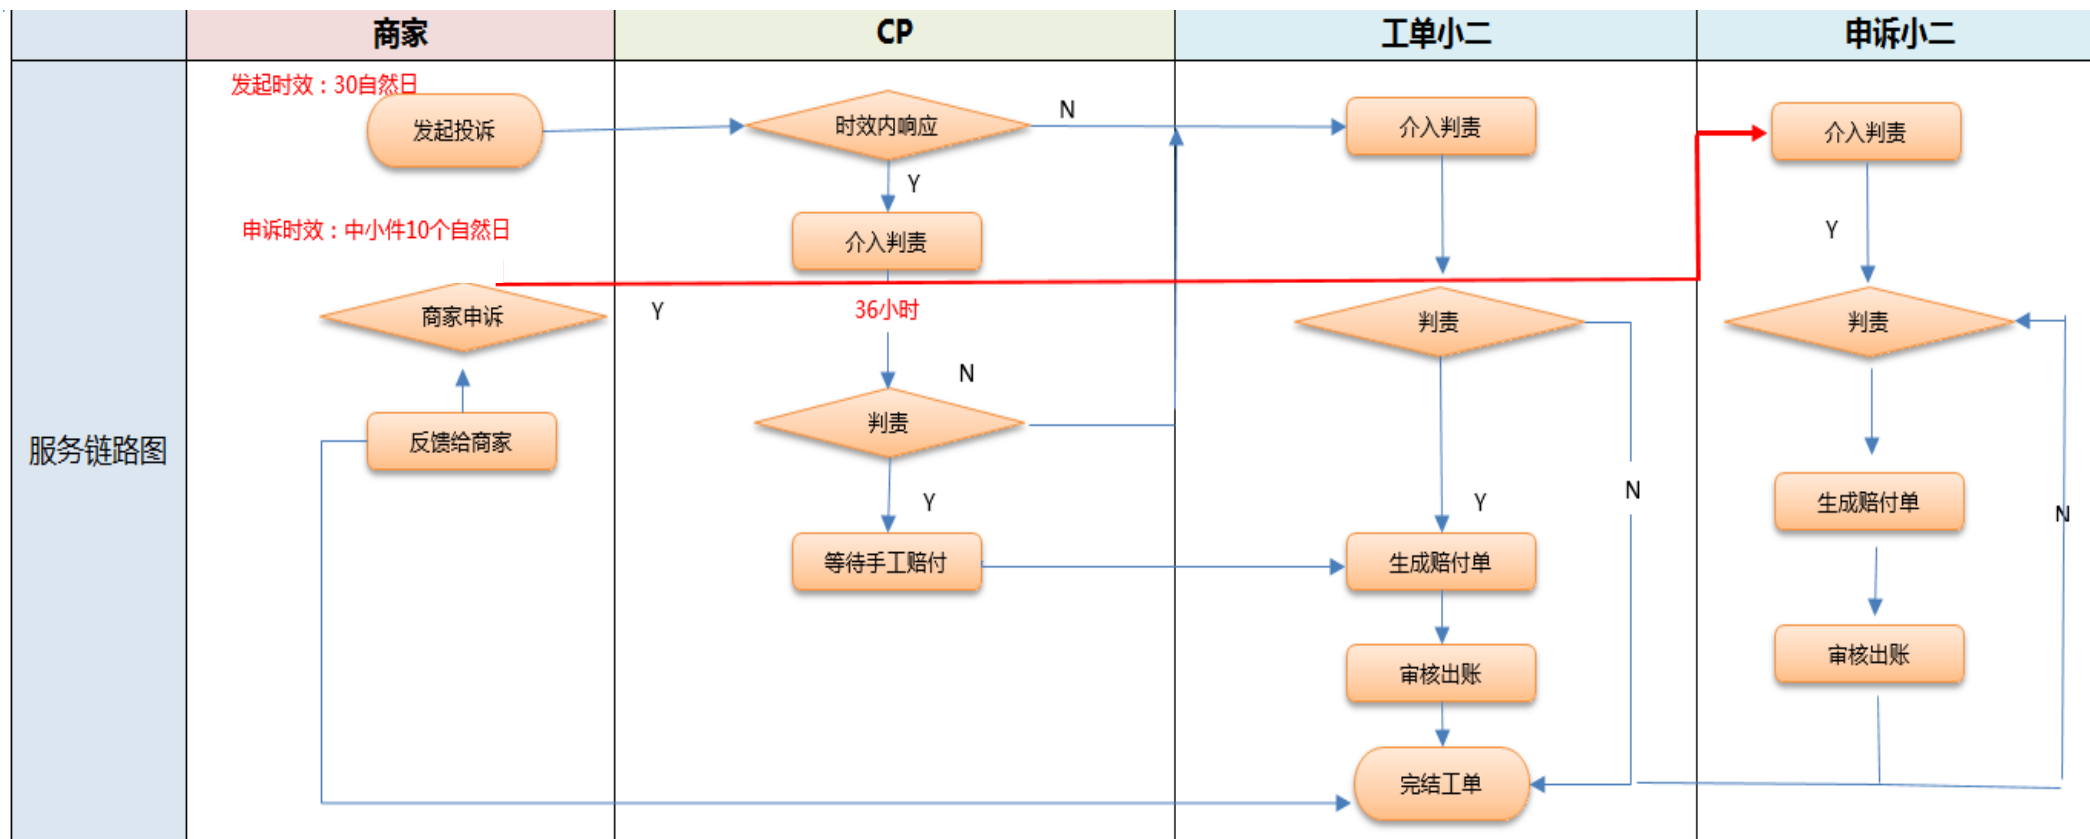 商家
CP
工单小二
申诉小二
服务链路图
发起时效：30自然日
发起投诉
申诉时效：中小件10个自然日
商家申诉
Y
反馈给商家
时效内响应
N
Y
介入判责
36小时
N
判责
Y
等待手工赔付
介入判责
判责
N
Y
生成赔付单
审核出账
完结工单
介入判责
Y
判责
生成赔付单
N
审核出账